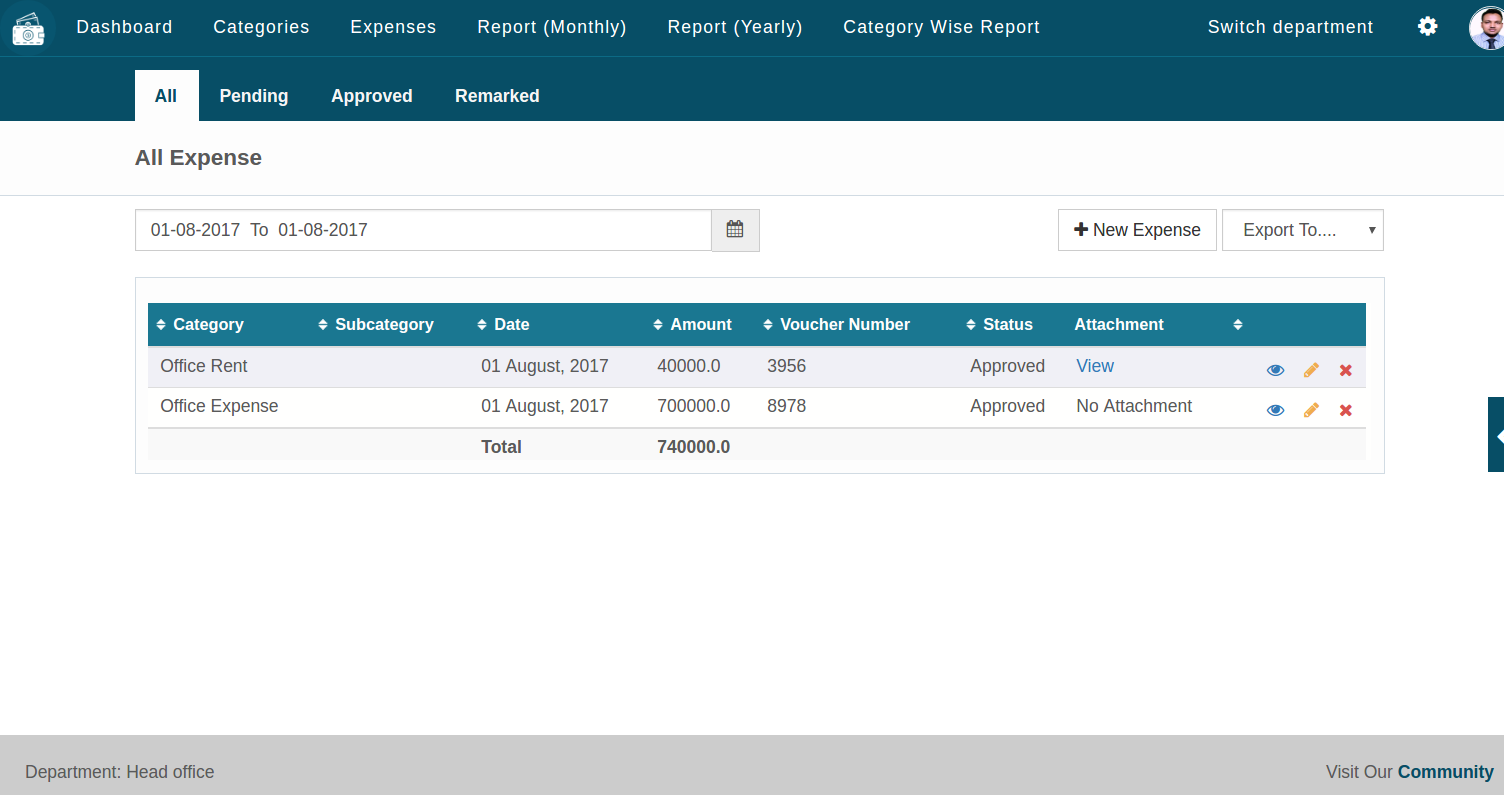 Dashboard Categories Expenses Report (Monthly) Report (Yearly) Category Wise Report Switch department
All Pending Approved Remarked
All Expense
01-08-2017 To 01-08-2017 New Expense Export To....
Category Subcategory Date Amount Voucher Number Status Attachment
Office Rent 01 August, 2017 40000.0 3956 Approved View
Office Expense 01 August, 2017 700000.0 8978 Approved No Attachment
Total 740000.0
Department: Head office Visit Our Community